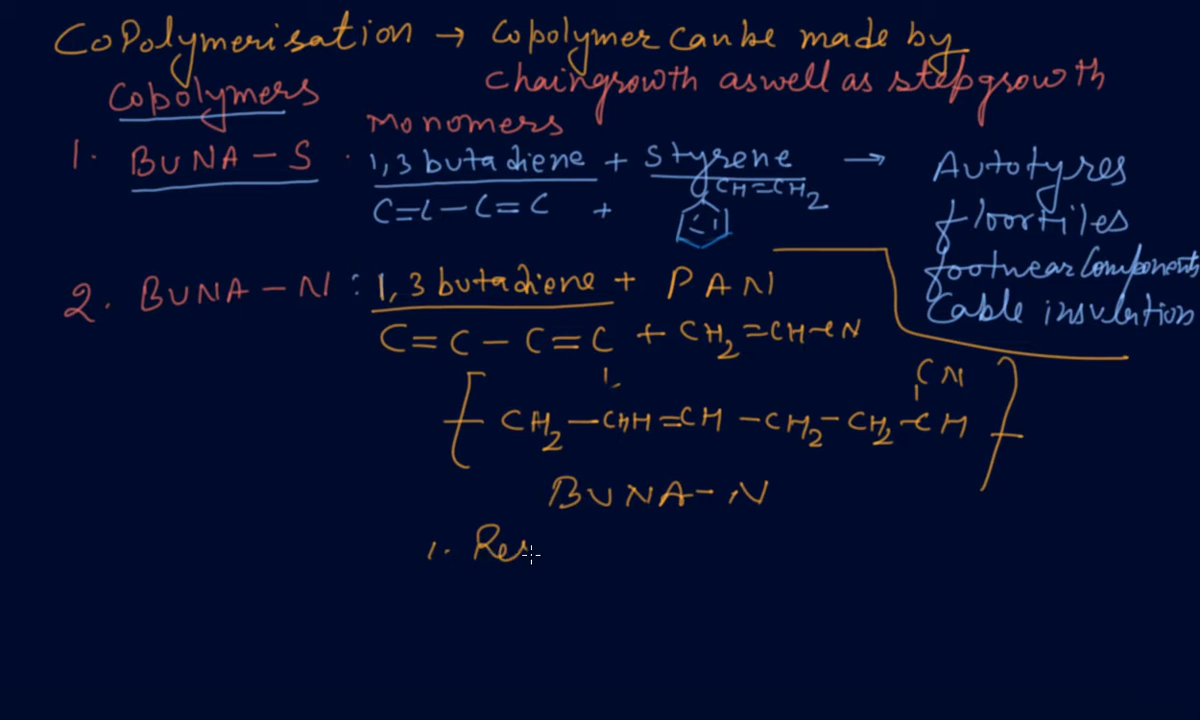 Copolymerisation → Copolymer can be made by
chaingrowth aswell as stepgrowth
Copolymers
Monomers
1. BUNA-S 1,3 butadiene + Styrene → Autotyres
CH=CH2
C=C-C=C +
floortiles
footwear Components
Cable insulation
2. BUNA-N : 1,3 butadiene + PAN
C=C-C=C + CH2=CH-CN
CN
CH2-CH=CH-CH2-CH2-CH
BUNA-N
1. Res